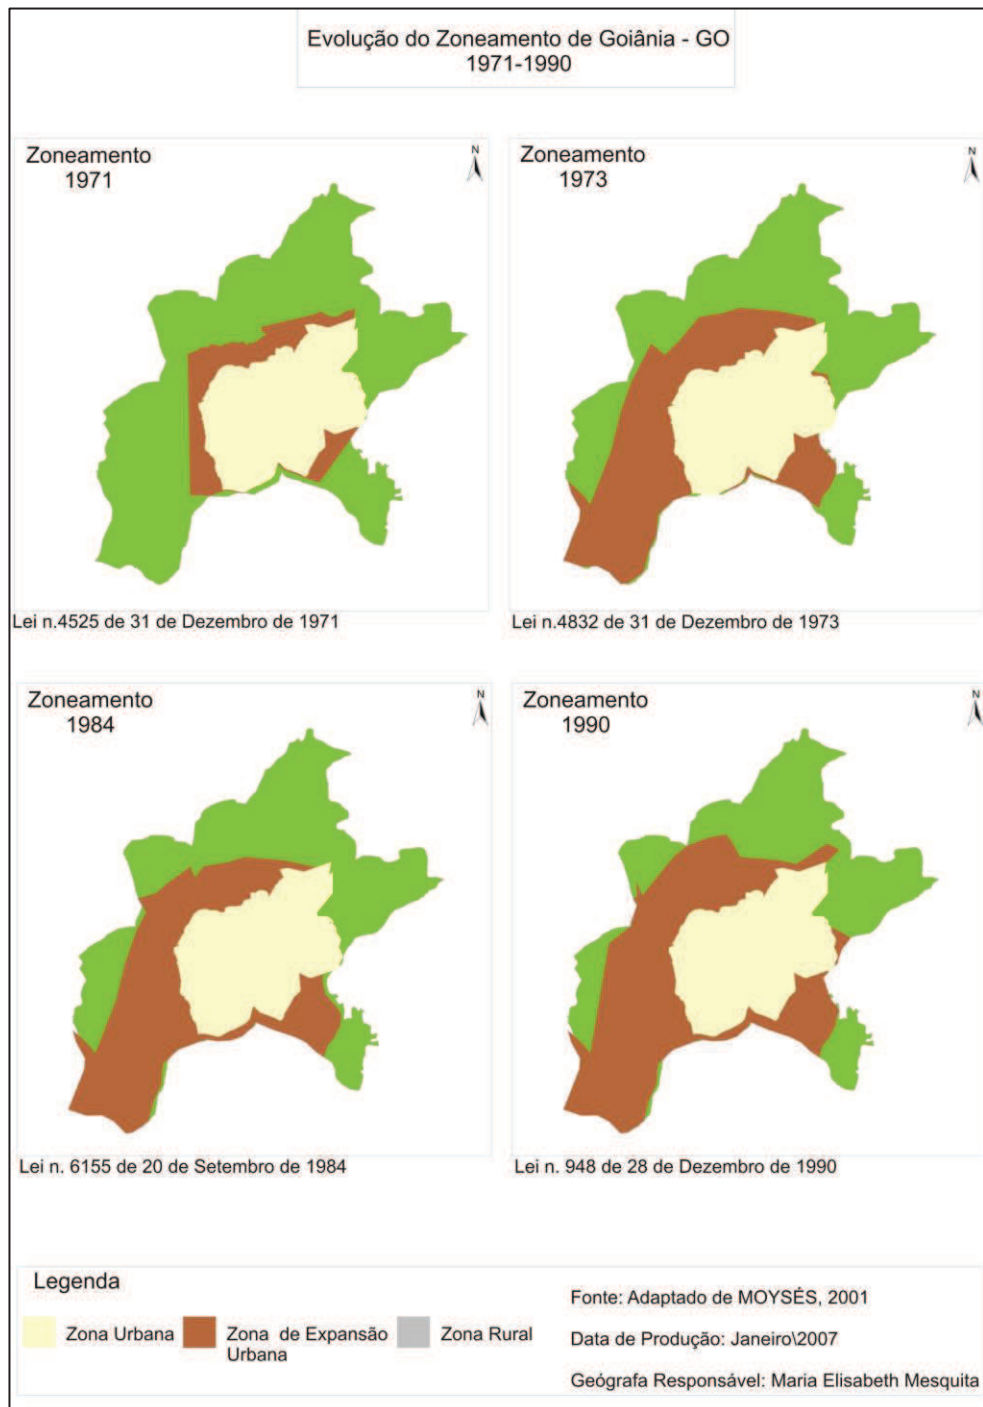 Evolução do Zoneamento de Goiânia - GO
1971-1990
Zoneamento
1971
N
Zoneamento
1973
N
Lei n.4525 de 31 de Dezembro de 1971
Lei n.4832 de 31 de Dezembro de 1973
Zoneamento
1984
N
Zoneamento
1990
N
Lei n. 6155 de 20 de Setembro de 1984
Lei n. 948 de 28 de Dezembro de 1990
Legenda
Zona Urbana
Zona de Expansão
Urbana
Zona Rural
Fonte: Adaptado de MOYSÉS, 2001
Data de Produção: Janeiro\2007
Geógrafa Responsável: Maria Elisabeth Mesquita